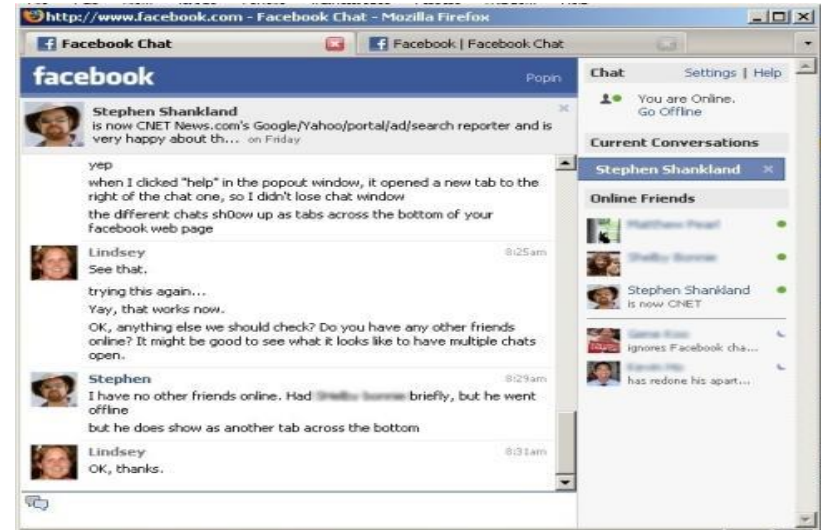 http://www.facebook.com - Facebook Chat - Mozilla Firefox
Facebook Chat
Facebook | Facebook Chat
facebook
Popin
Stephen Shankland
is now CNET News.com's Google/Yahoo/portal/ad/search reporter and is
very happy about th... on Friday
yep
when I clicked "help" in the popout window, it opened a new tab to the
right of the chat one, so I didn't lose chat
window
the different chats sh0ow up as tabs across the bottom of your
facebook web page
Lindsey 8:25am
See that.
trying this again...
Yay, that works now.
OK, anything else we should check? Do you have any other friends
online? It might be good to see what it looks like to have multiple chats
open.
Stephen 8:29am
I have no other friends online. Had briefly, but he went
offline
but he does show as another tab across the bottom
Lindsey 8:31am
OK, thanks.
Chat Settings | Help
You are Online.
Go Offline
Current Conversations
Stephen Shankland
Online Friends
Stephen Shankland
is now CNET
ignores Facebook cha...
has redone his apart...